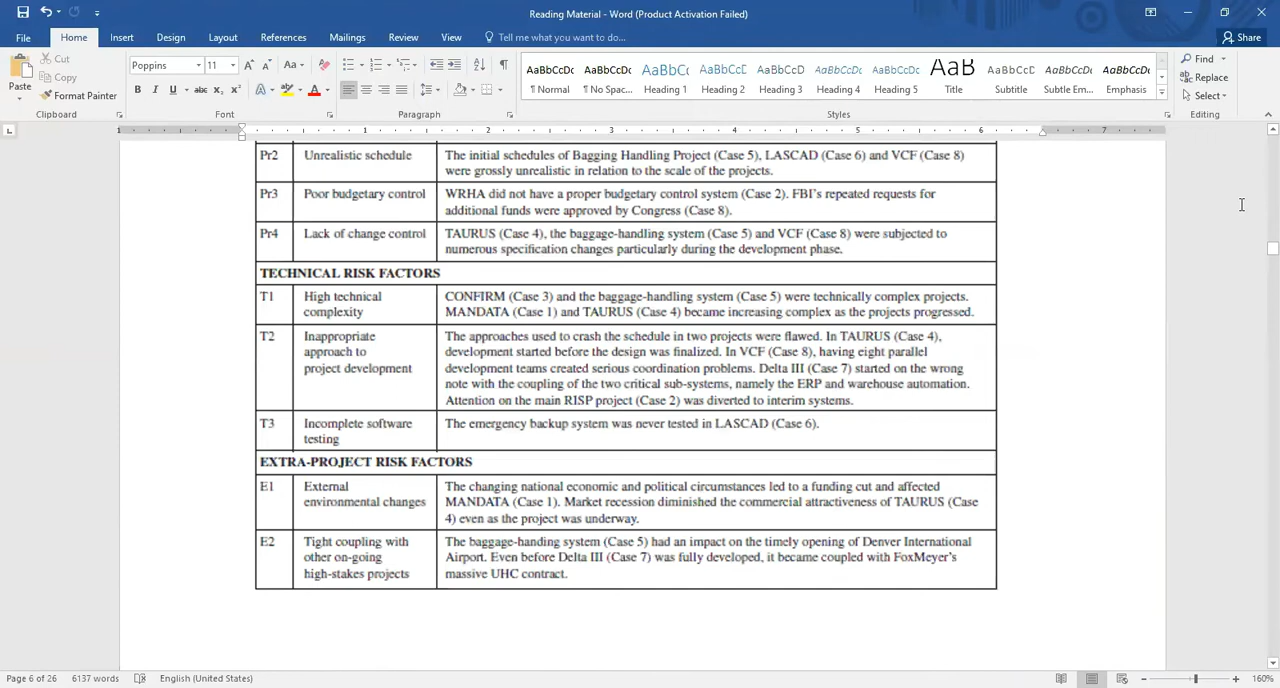 Reading Material - Word (Product Activation Failed)
File Home Insert Design Layout References Mailings Review View Tell me what you want to do... Share
Paste
Cut
Copy
Format Painter
Clipboard
Poppins 11
Font
Paragraph
AaBbCcDc AaBbCcDc AaBbCc AaBbCcC AaBbCcD AaBbCcD AaBbCcD AaB AaBbCcD AaBbCcDc AaBbCcDc
¶ Normal ¶ No Spac... Heading 1 Heading 2 Heading 3 Heading 4 Heading 5 Title Subtitle Subtle Em... Emphasis
Styles
Find
Replace
Select
Editing
1 1 2 3 4 5 6 7
Pr2 Unrealistic schedule
The initial schedules of Bagging Handling Project (Case 5), LASCAD (Case 6) and VCF (Case 8)
were grossly unrealistic in relation to the scale of the projects.
Pr3 Poor budgetary control
WRHA did not have a proper budgetary control system (Case 2). FBI's repeated requests for
additional funds were approved by Congress (Case 8).
Pr4 Lack of change control
TAURUS (Case 4), the baggage-handling system (Case 5) and VCF (Case 8) were subjected to
numerous specification changes particularly during the development phase.
TECHNICAL RISK FACTORS
T1 High technical
complexity
CONFIRM (Case 3) and the baggage-handling system (Case 5) were technically complex projects.
MANDATA (Case 1) and TAURUS (Case 4) became increasing complex as the projects progressed.
T2 Inappropriate
approach to
project development
The approaches used to crash the schedule in two projects were flawed. In TAURUS (Case 4),
development started before the design was finalized. In VCF (Case 8), having eight parallel
development teams created serious coordination problems. Delta III (Case 7) started on the wrong
note with the coupling of the two critical sub-systems, namely the ERP and warehouse automation.
Attention on the main RISP project (Case 2) was diverted to interim systems.
T3 Incomplete software
testing
The emergency backup system was never tested in LASCAD (Case 6).
EXTRA-PROJECT RISK FACTORS
E1 External
environmental changes
The changing national economic and political circumstances led to a funding cut and affected
MANDATA (Case 1). Market recession diminished the commercial attractiveness of TAURUS (Case
4) even as the project was underway.
E2 Tight coupling with
other on-going
high-stakes projects
The baggage-handing system (Case 5) had an impact on the timely opening of Denver International
Airport. Even before Delta III (Case 7) was fully developed, it became coupled with FoxMeyer's
massive UHC contract.
Page 6 of 26 6137 words English (United States) 160%